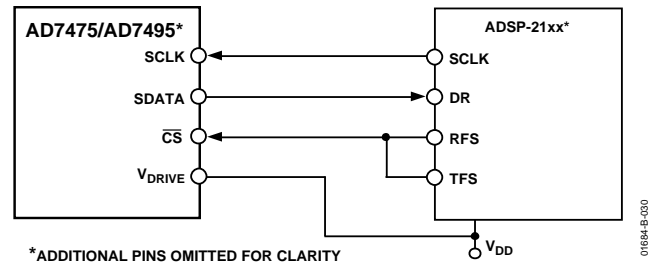 AD7475/AD7495*
SCLK
SDATA
CS
VDRIVE
ADSP-21xx*
SCLK
DR
RFS
TFS
VDD
*ADDITIONAL PINS OMITTED FOR CLARITY
01684-B-030